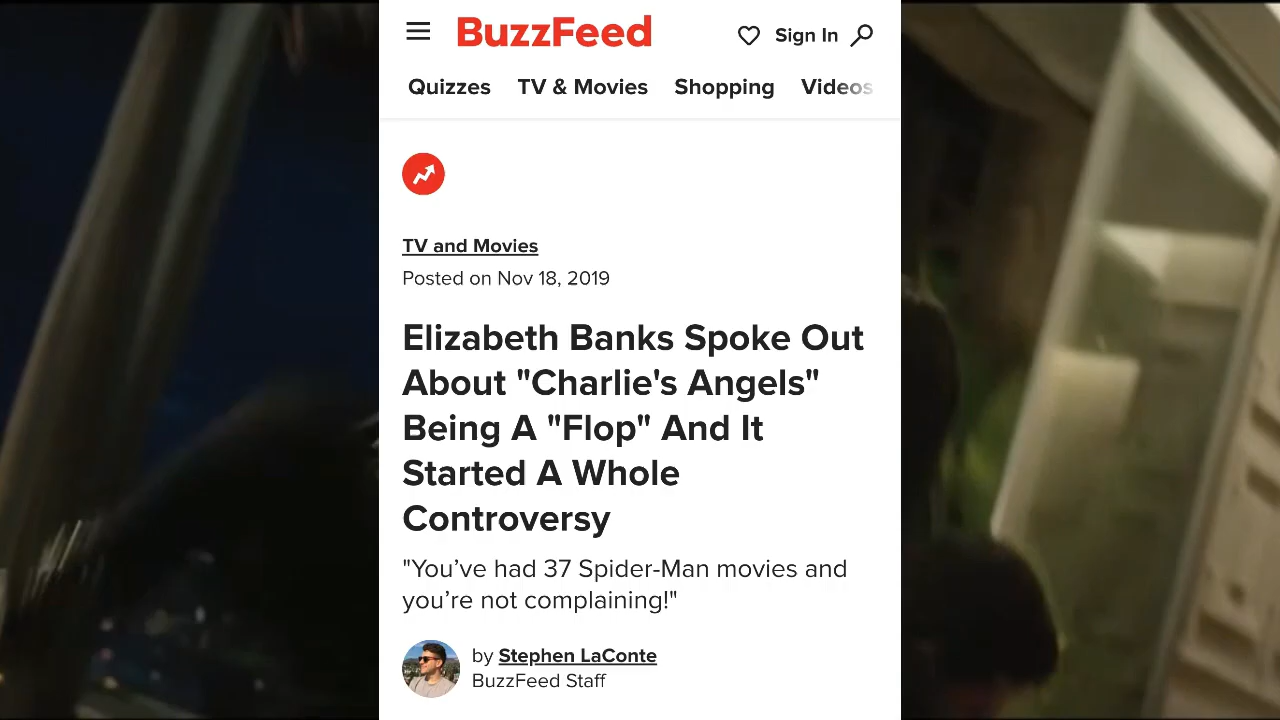 BuzzFeed
Sign In
Quizzes TV & Movies Shopping Videos
TV and Movies
Posted on Nov 18, 2019
Elizabeth Banks Spoke Out
About "Charlie's Angels"
Being A "Flop" And It
Started A Whole
Controversy
"You’ve had 37 Spider-Man movies and
you’re not complaining!"
by Stephen LaConte
BuzzFeed Staff